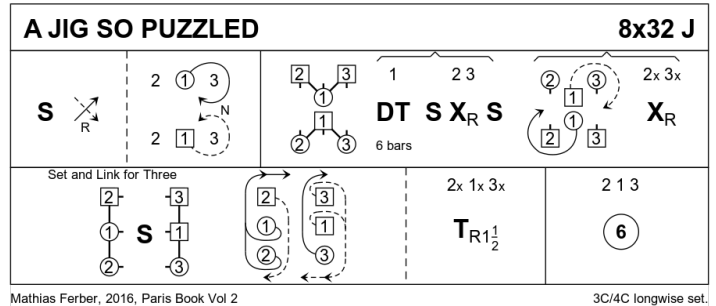 A JIG SO PUZZLED 8x32 J
S R 2 1 3 N
2 1 3
2 3 1 1 2 3
1 2 3
DT S XR S
6 bars
2 3 1 1 2 3
2x 3x
XR
Set and Link for Three
2 3
1 S 1
2 3
2 3
1 1
2 3
2x 1x 3x
TR1½
2 1 3
6
Mathias Ferber, 2016, Paris Book Vol 2 3C/4C longwise set.